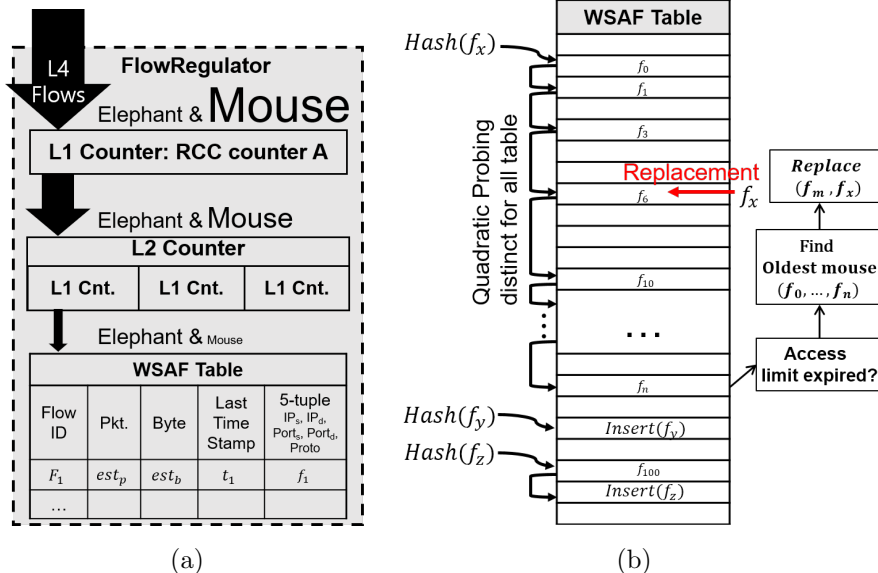 L4
Flows
FlowRegulator
Elephant & Mouse
L1 Counter: RCC counter A
Elephant & Mouse
L2 Counter
L1 Cnt. L1 Cnt. L1 Cnt.
Elephant & Mouse
WSAF Table
Flow ID Pkt. Byte Last Time Stamp 5-tuple IPs, IPd, Ports, Portd, Proto
F1 estp estb t1 f1
...
(a)
WSAF Table
Hash(fx)
f0
f1
f3
Quadratic Probing
distinct for all table
Replacement
f6
fx
f10
...
fn
Replace
(fm, fx)
Find
Oldest mouse
(f0, ..., fn)
Access
limit expired?
Hash(fy)
Insert(fy)
Hash(fz)
f100
Insert(fz)
(b)